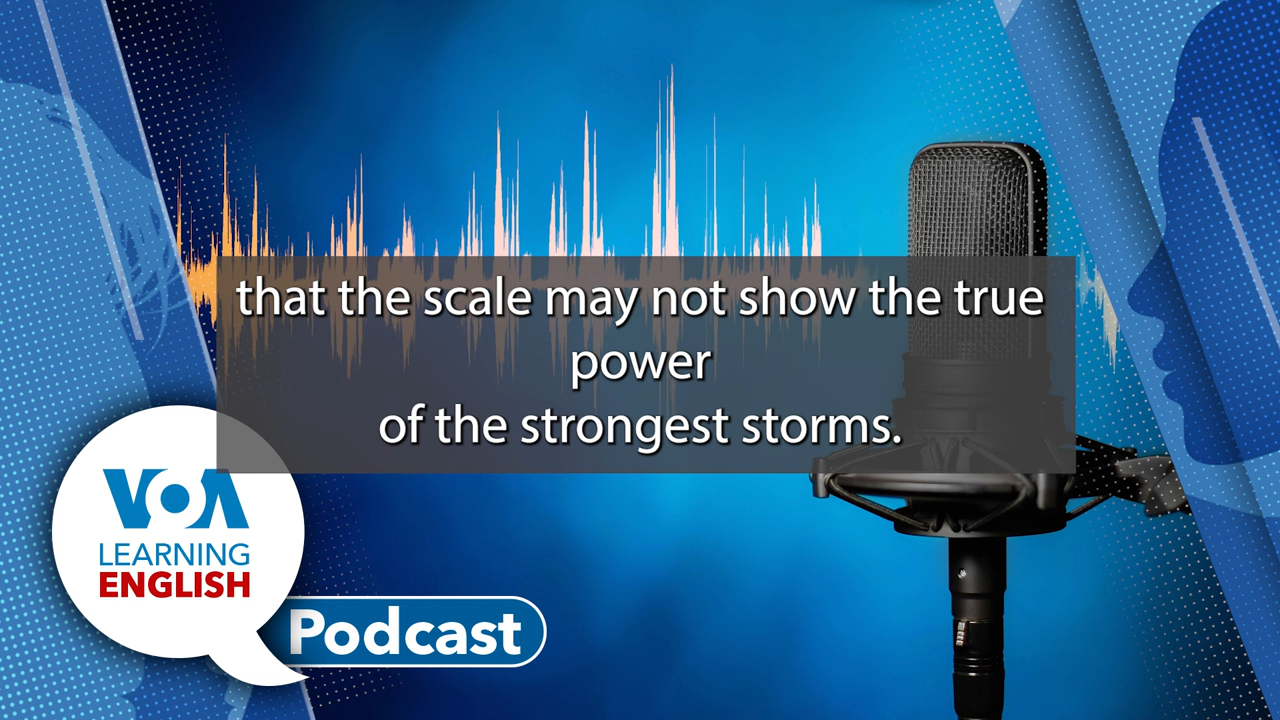 that the scale may not show the true
power
of the strongest storms.
VOA
LEARNING
ENGLISH
Podcast